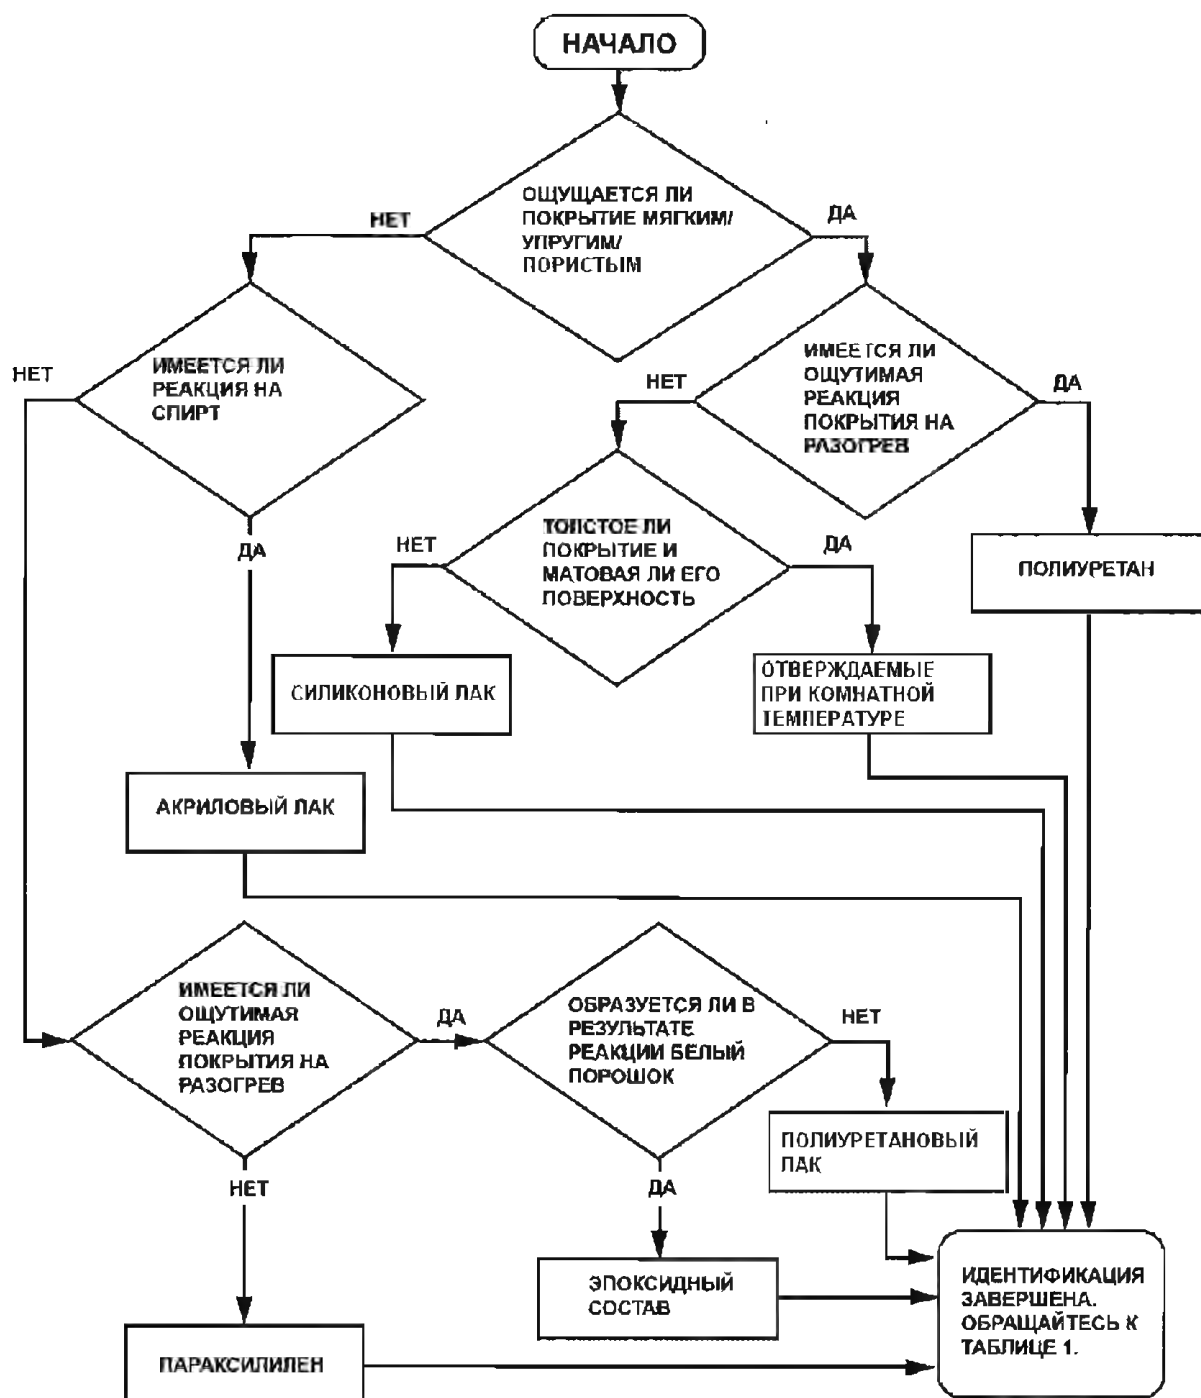 НАЧАЛО
ОЩУЩАЕТСЯ ЛИ
ПОКРЫТИЕ МЯГКИМ/
УПРУГИМ/
ПОРИСТЫМ
НЕТ
ДА
ИМЕЕТСЯ ЛИ
РЕАКЦИЯ НА
СПИРТ
НЕТ
ДА
ИМЕЕТСЯ ЛИ
ОЩУТИМАЯ
РЕАКЦИЯ
ПОКРЫТИЯ НА
РАЗОГРЕВ
НЕТ
ДА
ТОЛСТОЕ ЛИ
ПОКРЫТИЕ И
МАТОВАЯ ЛИ ЕГО
ПОВЕРХНОСТЬ
НЕТ
ДА
ПОЛИУРЕТАН
СИЛИКОНОВЫЙ ЛАК
ОТВЕРЖДАЕМЫЕ
ПРИ КОМНАТНОЙ
ТЕМПЕРАТУРЕ
АКРИЛОВЫЙ ЛАК
ИМЕЕТСЯ ЛИ
ОЩУТИМАЯ
РЕАКЦИЯ
ПОКРЫТИЯ НА
РАЗОГРЕВ
ДА
НЕТ
ОБРАЗУЕТСЯ ЛИ В
РЕЗУЛЬТАТЕ
РЕАКЦИИ БЕЛЫЙ
ПОРОШОК
НЕТ
ДА
ПОЛИУРЕТАНОВЫЙ
ЛАК
ЭПОКСИДНЫЙ
СОСТАВ
ПАРАКСИЛИЛЕН
ИДЕНТИФИКАЦИЯ
ЗАВЕРШЕНА.
ОБРАЩАЙТЕСЬ К
ТАБЛИЦЕ 1.